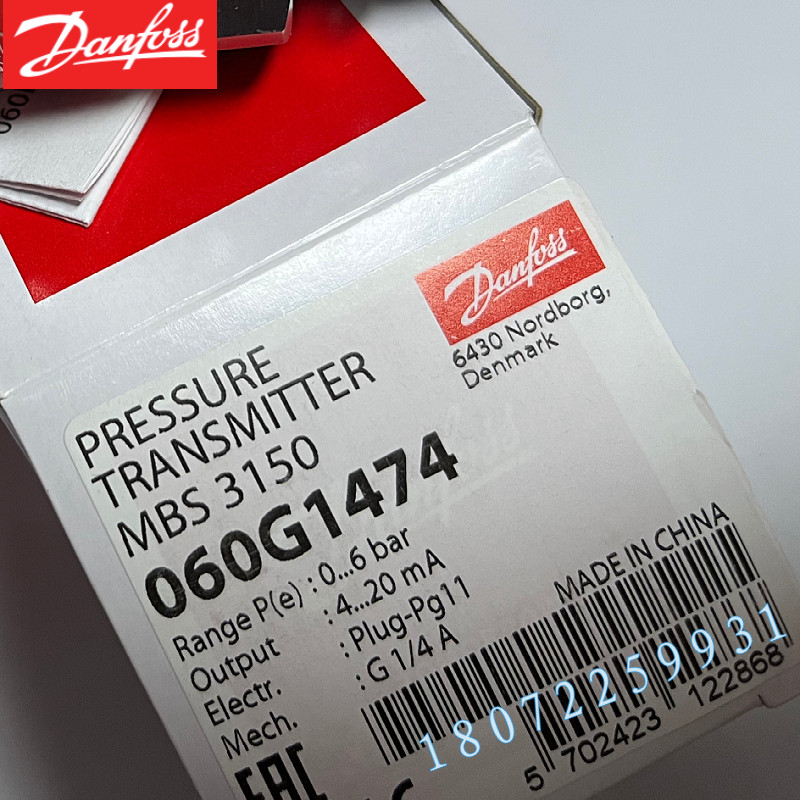 Danfoss
Danfoss
6430 Nordborg,
Denmark
PRESSURE
TRANSMITTER
MBS 3150
060G1474
Range P(e) : 0...6 bar
Output : 4...20 mA
Electr. : Plug-Pg11
Mech. : G 1/4 A
MADE IN CHINA
18072259931
5 702423 122868
EAC